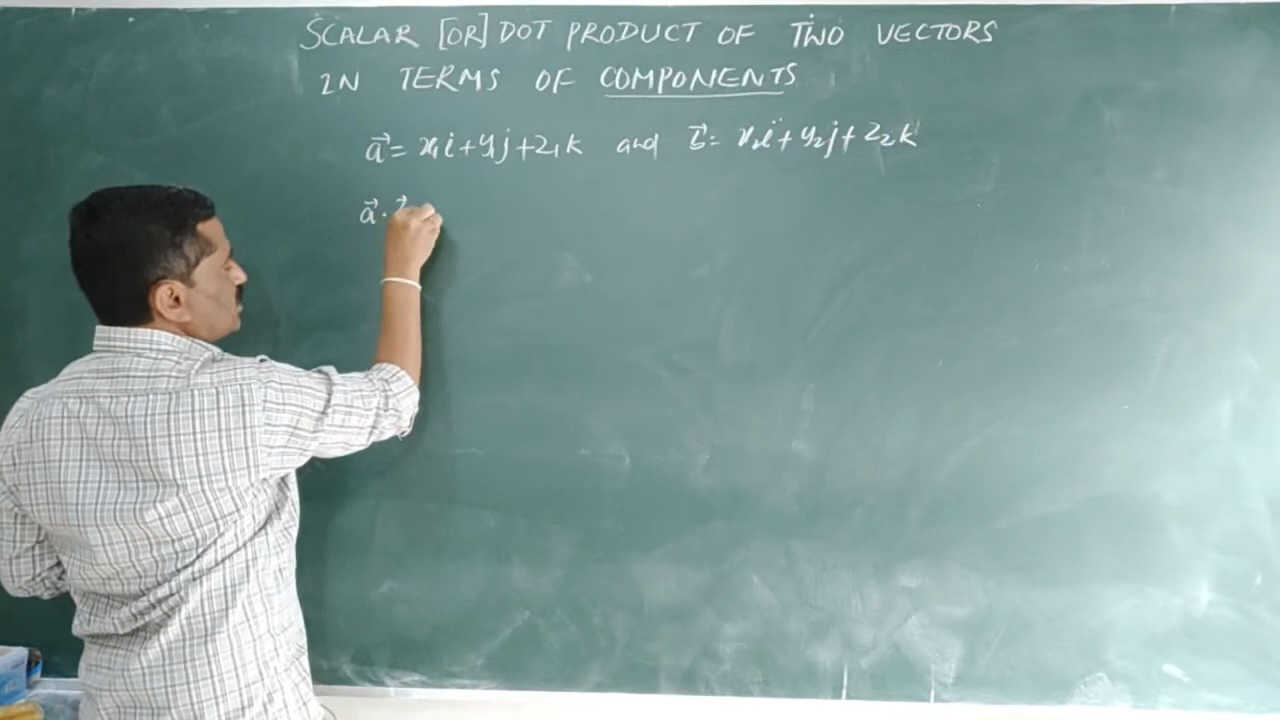 SCALAR [OR] DOT PRODUCT OF TWO VECTORS
IN TERMS OF COMPONENTS
a⃗ = x₁i + y₁j + z₁k and b⃗ = x₂i + y₂j + z₂k
a⃗ ·